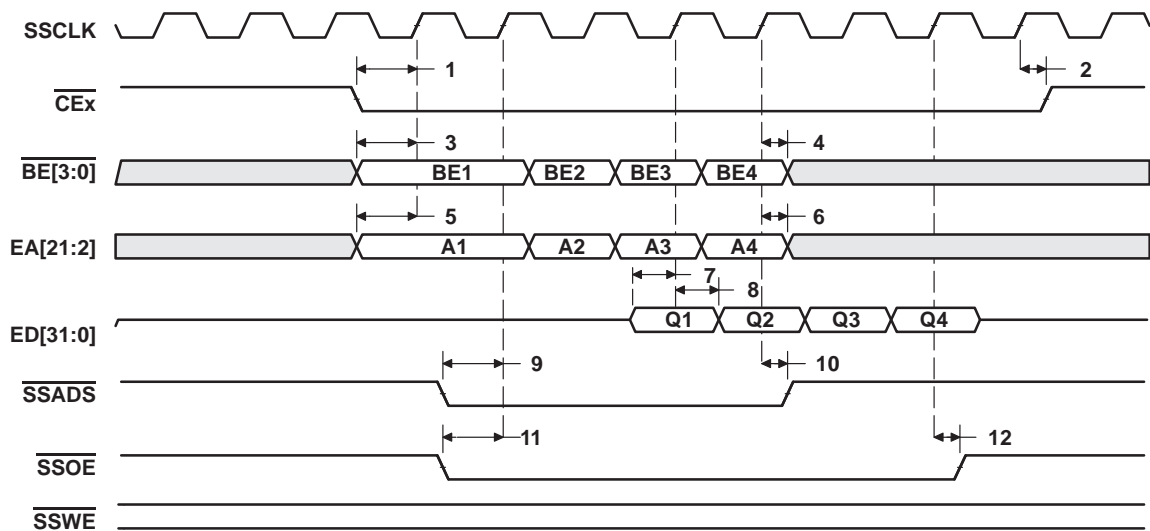 SSCLK
1
2
CEx
3
4
BE[3:0]
BE1
BE2
BE3
BE4
5
6
EA[21:2]
A1
A2
A3
A4
7
8
ED[31:0]
Q1
Q2
Q3
Q4
9
10
SSADS
11
12
SSOE
SSWE